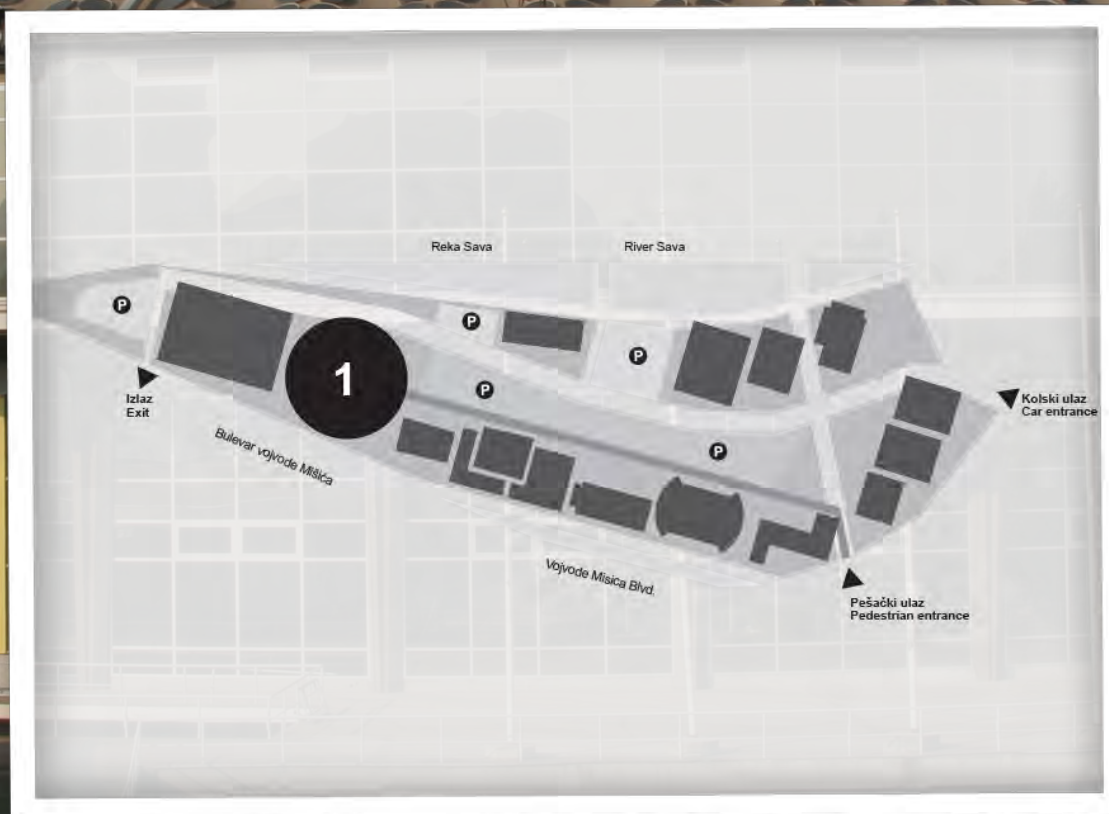 Reka Sava
River Sava
P
P
P
P
P
1
Izlaz
Exit
Kolski ulaz
Car entrance
Bulevar vojvode Mišića
Vojvode Misica Blvd.
Pešački ulaz
Pedestrian entrance